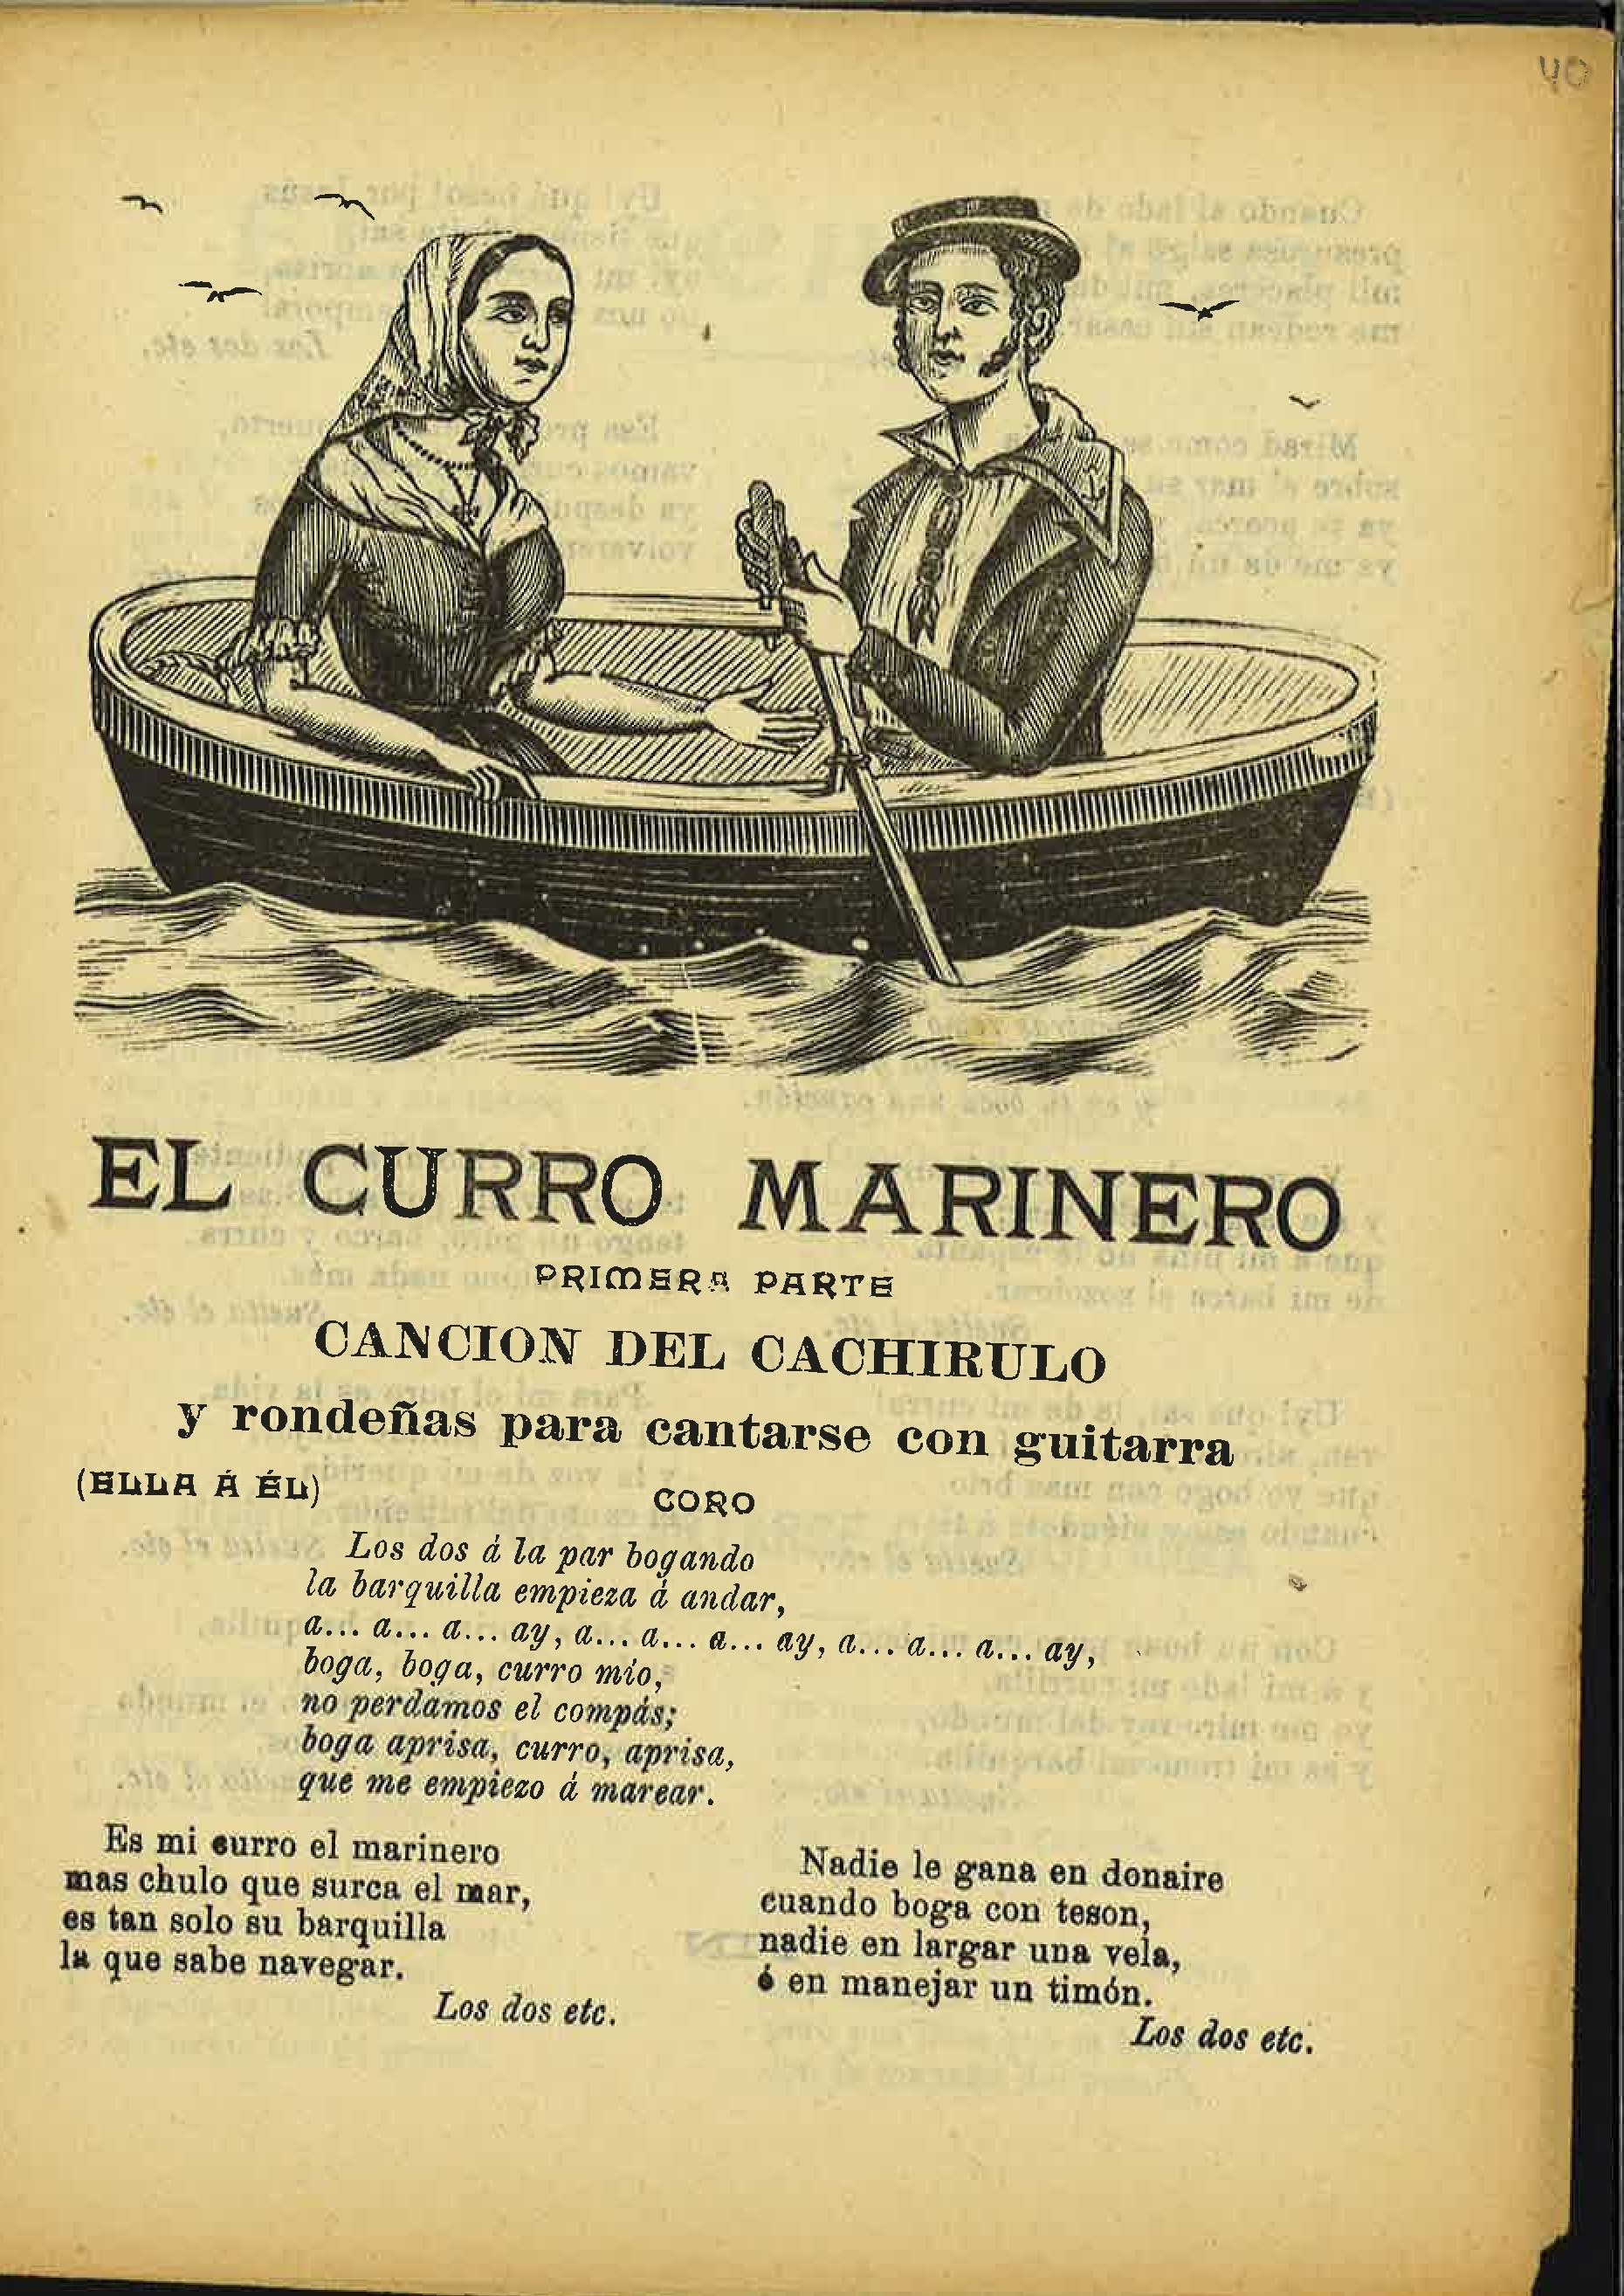 40
EL CURRO MARINERO
PRIMERA PARTE
CANCION DEL CACHIRULO
y rondeñas para cantarse con guitarra
(ELLA Á ÉL)
CORO
Los dos á la par bogando
la barquilla empieza á andar,
a... a... a... ay, a... a... a... ay, a... a... a... ay,
boga, boga, curro mío,
no perdamos el compás;
boga aprisa, curro, aprisa,
que me empiezo á marear.
Es mi curro el marinero
mas chulo que surca el mar,
es tan solo su barquilla
la que sabe navegar.
Los dos etc.
Nadie le gana en donaire
cuando boga con teson,
nadie en largar una vela,
ó en manejar un timón.
Los dos etc.